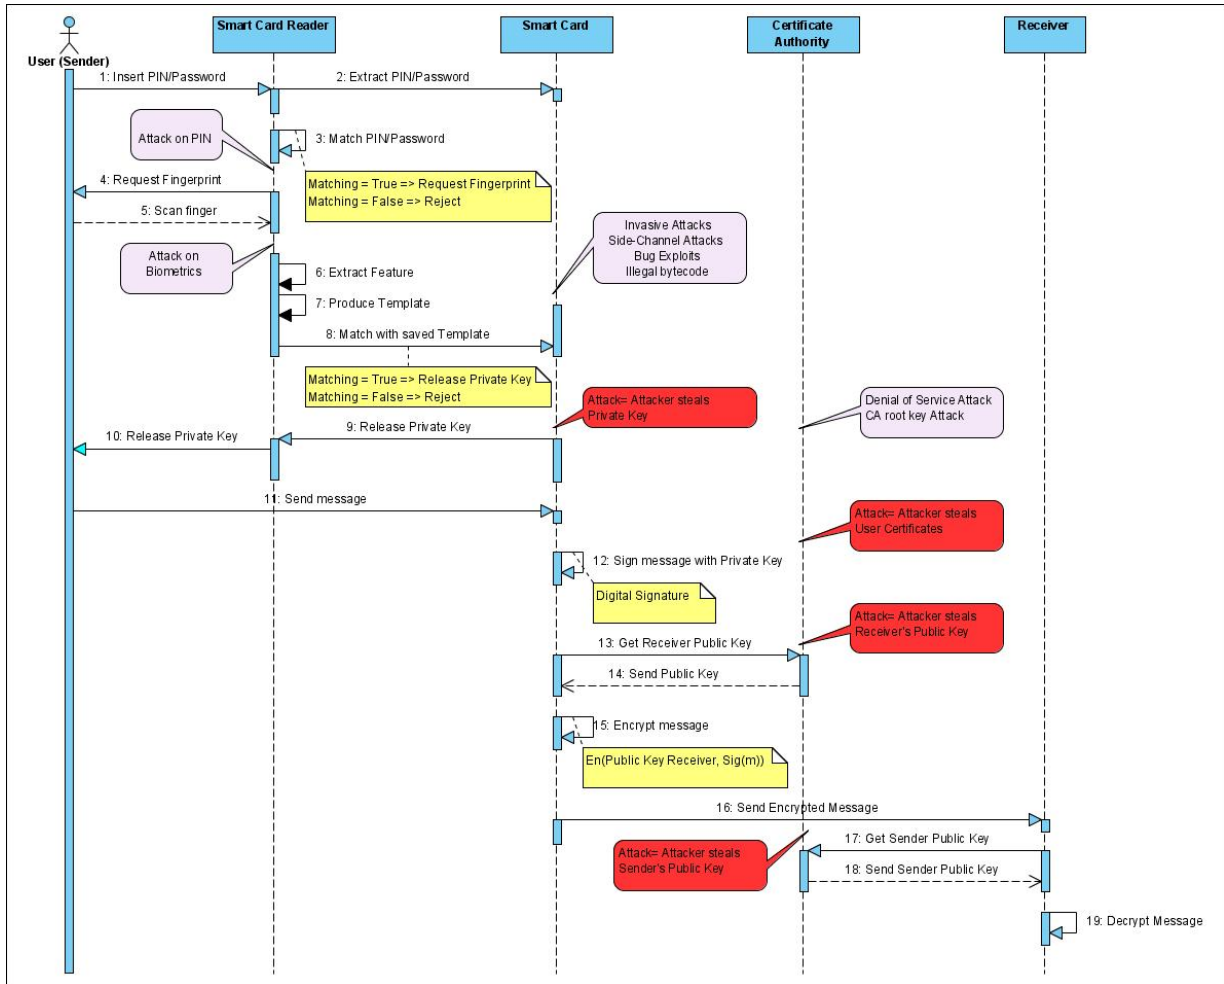 Smart Card Reader
Smart Card
Certificate
Authority
Receiver
User (Sender)
1: Insert PIN/Password
2: Extract PIN/Password
Attack on PIN
3: Match PIN/Password
4: Request Fingerprint
Matching = True => Request Fingerprint
Matching = False => Reject
5: Scan finger
Invasive Attacks
Side-Channel Attacks
Bug Exploits
Illegal bytecode
Attack on
Biometrics
6: Extract Feature
7: Produce Template
8: Match with saved Template
Matching = True => Release Private Key
Matching = False => Reject
Attack= Attacker steals
Private Key
Denial of Service Attack
CA root key Attack
9: Release Private Key
10: Release Private Key
11: Send message
Attack= Attacker steals
User Certificates
12: Sign message with Private Key
Digital Signature
Attack= Attacker steals
Receiver's Public Key
13: Get Receiver Public Key
14: Send Public Key
15: Encrypt message
En(Public Key Receiver, Sig(m))
16: Send Encrypted Message
17: Get Sender Public Key
Attack= Attacker steals
Sender's Public Key
18: Send Sender Public Key
19: Decrypt Message